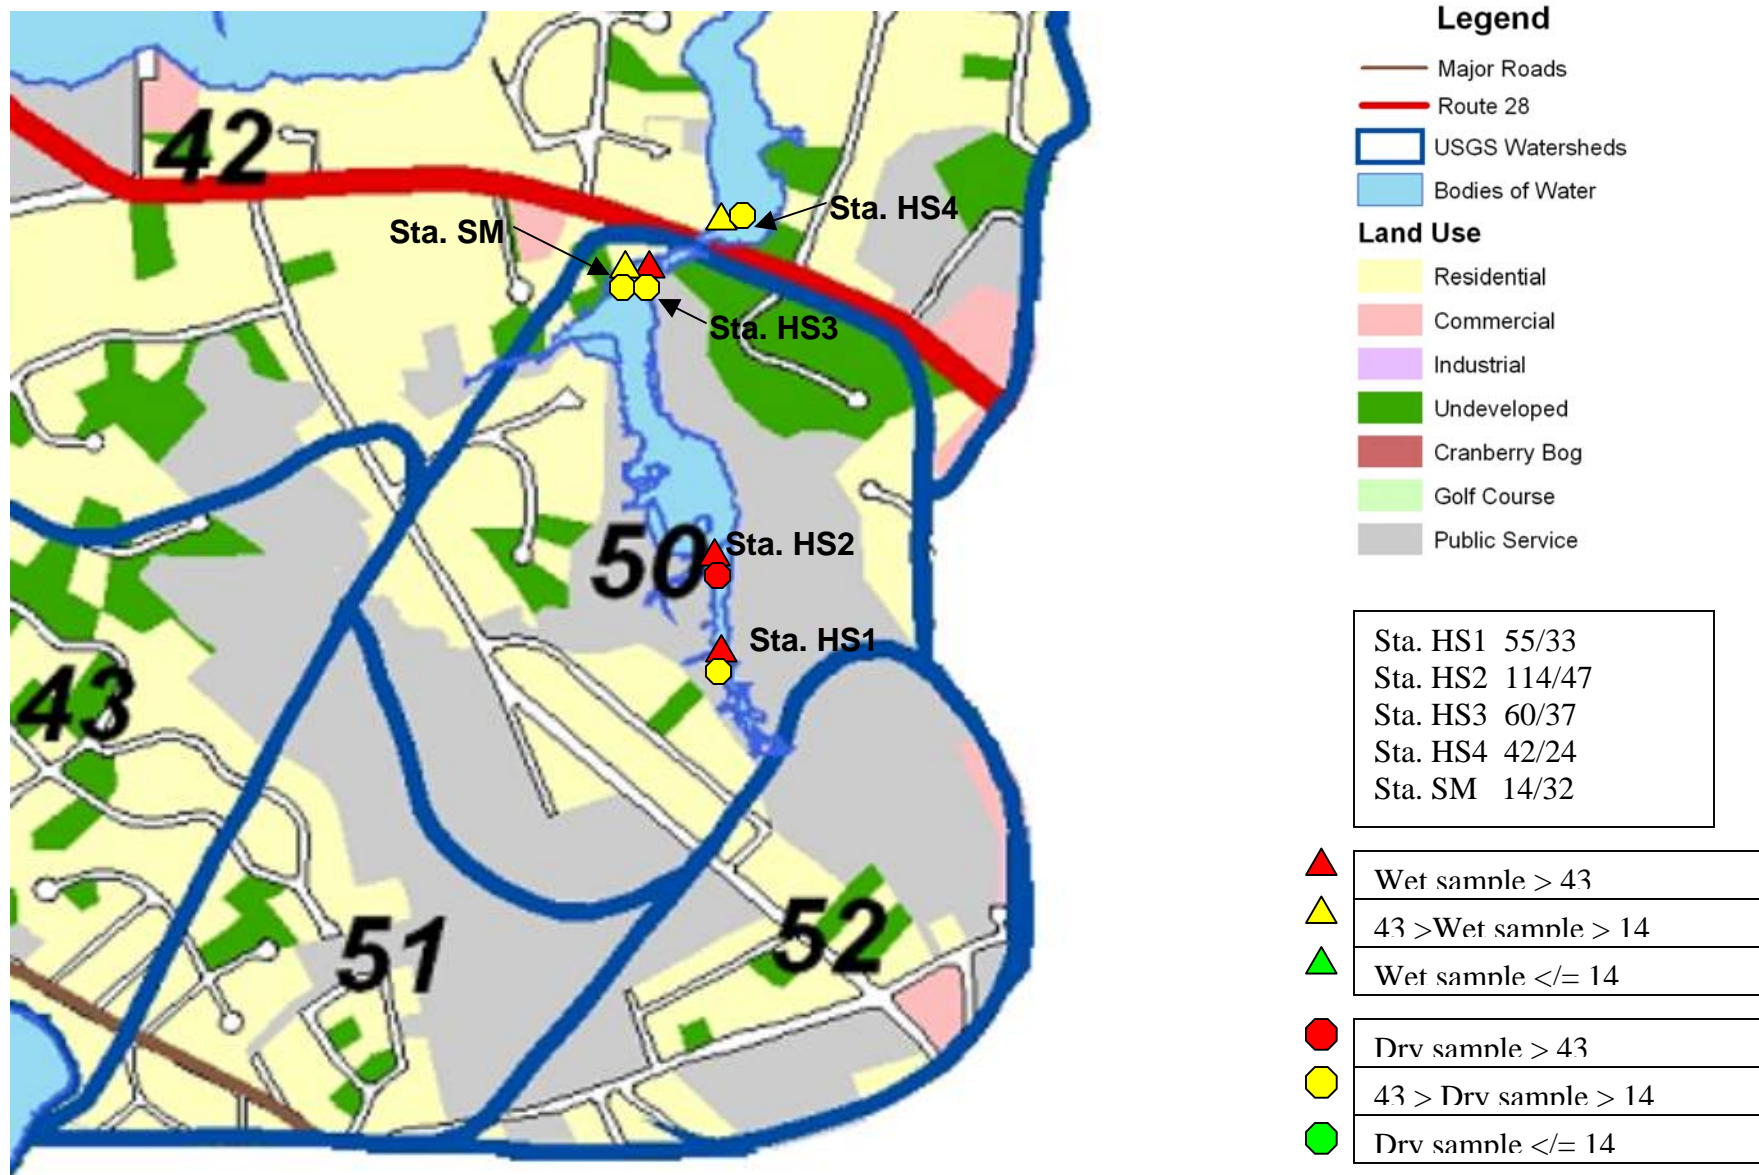 42
Sta. SM
Sta. HS4
Sta. HS3
50
Sta. HS2
Sta. HS1
43
51
52
Legend
Major Roads
Route 28
USGS Watersheds
Bodies of Water
Land Use
Residential
Commercial
Industrial
Undeveloped
Cranberry Bog
Golf Course
Public Service
Sta. HS1 55/33
Sta. HS2 114/47
Sta. HS3 60/37
Sta. HS4 42/24
Sta. SM 14/32
Wet sample > 43
43 >Wet sample > 14
Wet sample </= 14
Dry sample > 43
43 > Dry sample > 14
Dry sample </= 14